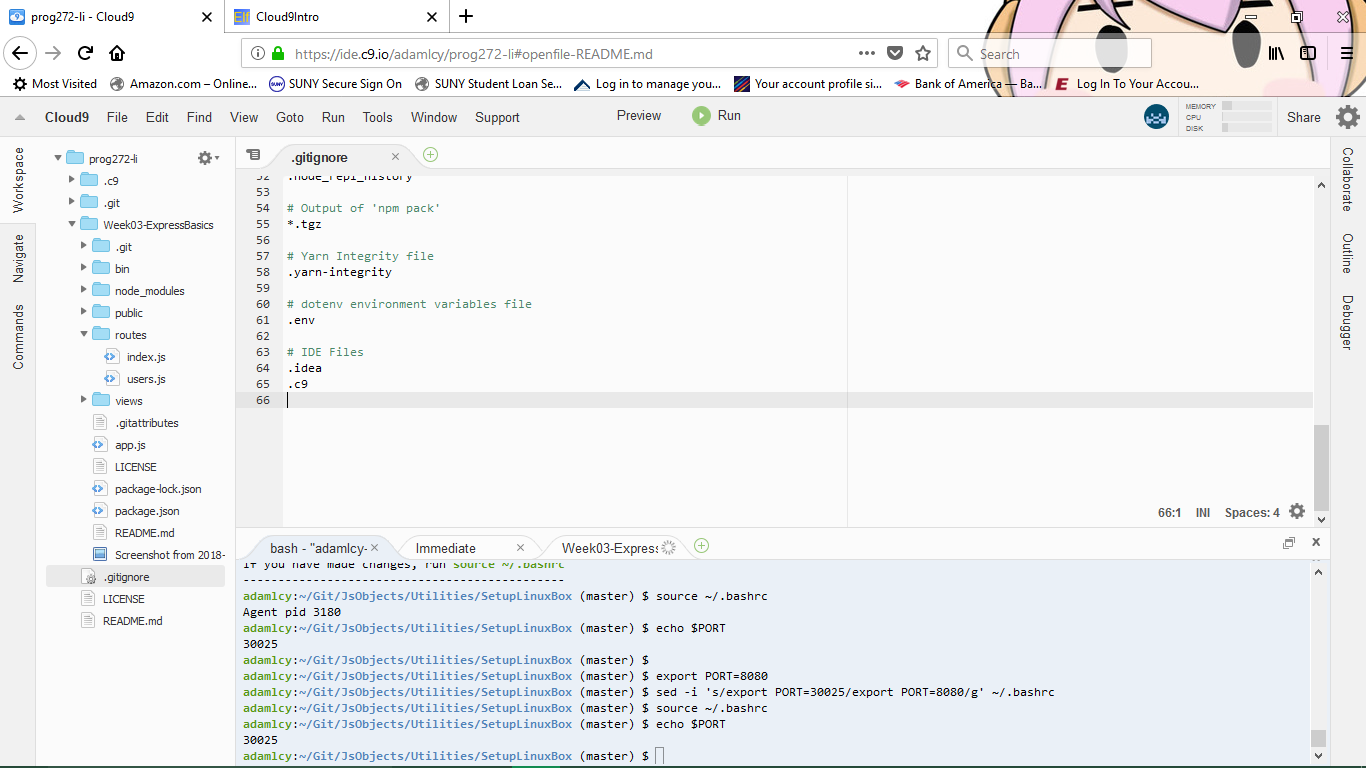 prog272-li - Cloud9
Cloud9Intro
https://ide.c9.io/adamlcy/prog272-li#openfile-README.md
Search
Most Visited
Amazon.com – Online...
SUNY Secure Sign On
SUNY Student Loan Se...
Log in to manage you...
Your account profile si...
Bank of America — Ba...
Log In To Your Accou...
Cloud9 File Edit Find View Goto Run Tools Window Support
Preview Run
MEMORY
CPU
DISK
Share
Workspace
Navigate
Commands
prog272-li
.c9
.git
Week03-ExpressBasics
.git
bin
node_modules
public
routes
index.js
users.js
views
.gitattributes
app.js
LICENSE
package-lock.json
package.json
README.md
Screenshot from 2018-
.gitignore
LICENSE
README.md
.gitignore
52 .node_repl_history
53
54 # Output of 'npm pack'
55 *.tgz
56
57 # Yarn Integrity file
58 .yarn-integrity
59
60 # dotenv environment variables file
61 .env
62
63 # IDE Files
64 .idea
65 .c9
66
66:1 INI Spaces: 4
Collaborate
Outline
Debugger
bash - "adamlcy-
Immediate
Week03-Express
If you have made changes, run source ~/.bashrc
----------------------------------------------
adamlcy:~/Git/JsObjects/Utilities/SetupLinuxBox (master) $ source ~/.bashrc
Agent pid 3180
adamlcy:~/Git/JsObjects/Utilities/SetupLinuxBox (master) $ echo $PORT
30025
adamlcy:~/Git/JsObjects/Utilities/SetupLinuxBox (master) $
adamlcy:~/Git/JsObjects/Utilities/SetupLinuxBox (master) $ export PORT=8080
adamlcy:~/Git/JsObjects/Utilities/SetupLinuxBox (master) $ sed -i 's/export PORT=30025/export PORT=8080/g' ~/.bashrc
adamlcy:~/Git/JsObjects/Utilities/SetupLinuxBox (master) $ source ~/.bashrc
adamlcy:~/Git/JsObjects/Utilities/SetupLinuxBox (master) $ echo $PORT
30025
adamlcy:~/Git/JsObjects/Utilities/SetupLinuxBox (master) $